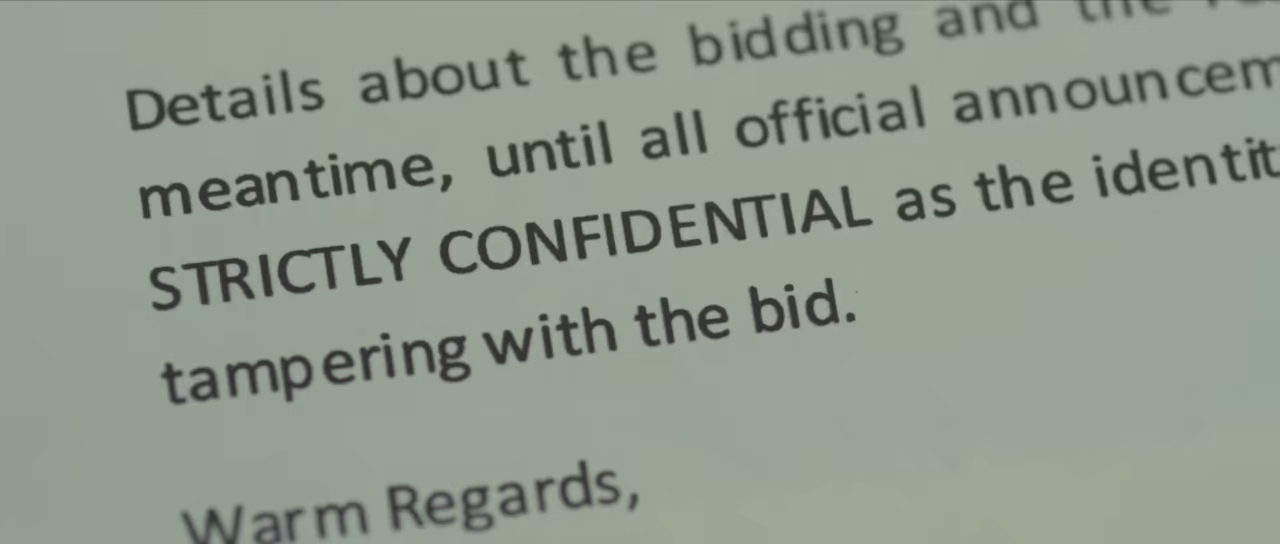 Details about the bidding and the
meantime, until all official announcem
STRICTLY CONFIDENTIAL as the identit
tampering with the bid.
Warm Regards,